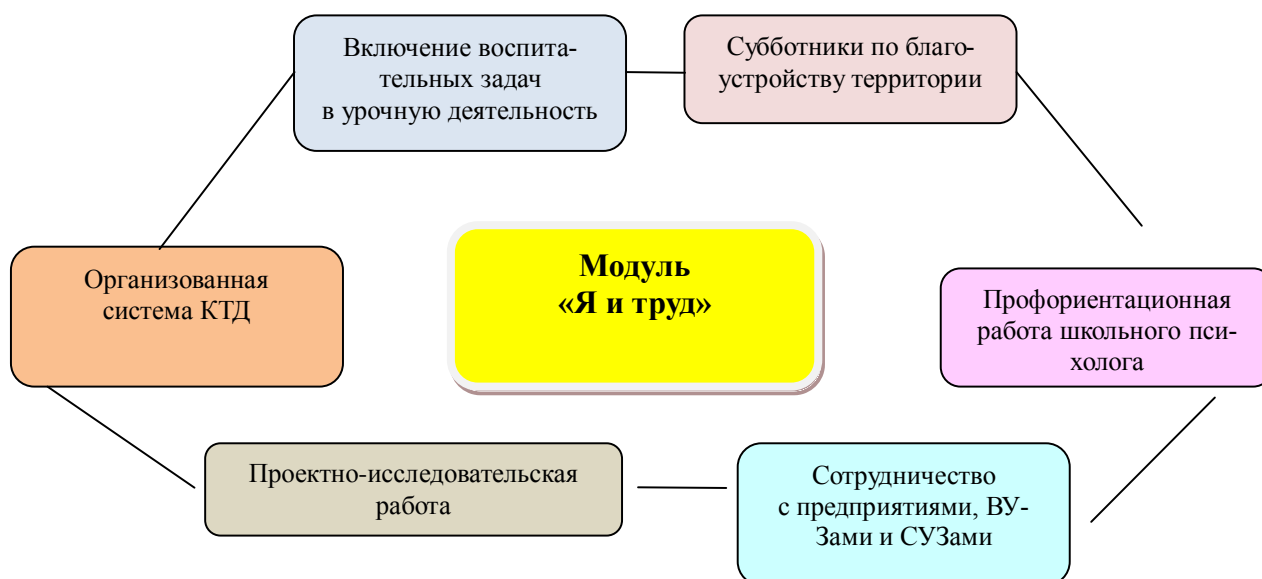 Включение воспита-
тельных задач
в урочную деятельность
Субботники по благо-
устройству территории
Организованная
система КТД
Модуль
«Я и труд»
Профориентационная
работа школьного пси-
холога
Проектно-исследовательская
работа
Сотрудничество
с предприятиями, ВУ-
Зами и СУЗами